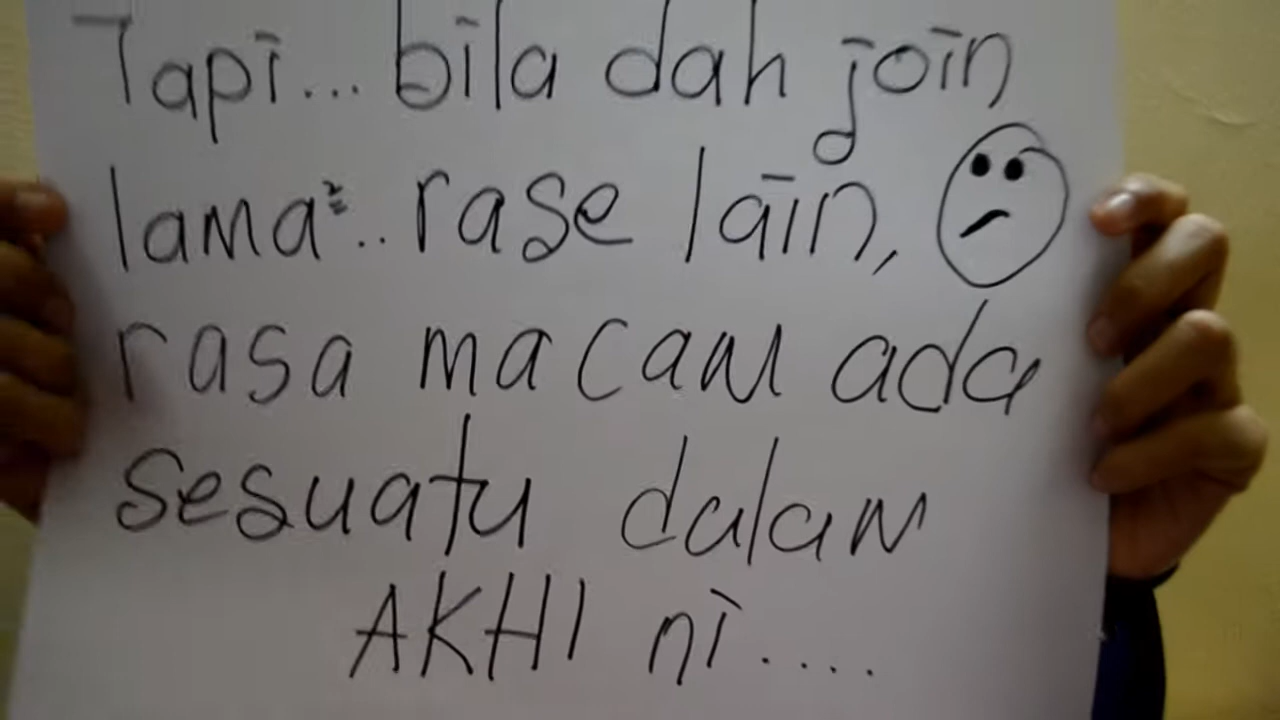 Tapi... bila dah join
lama².. rase lain,
rasa macam ada
sesuatu dalam
AKHI ni....